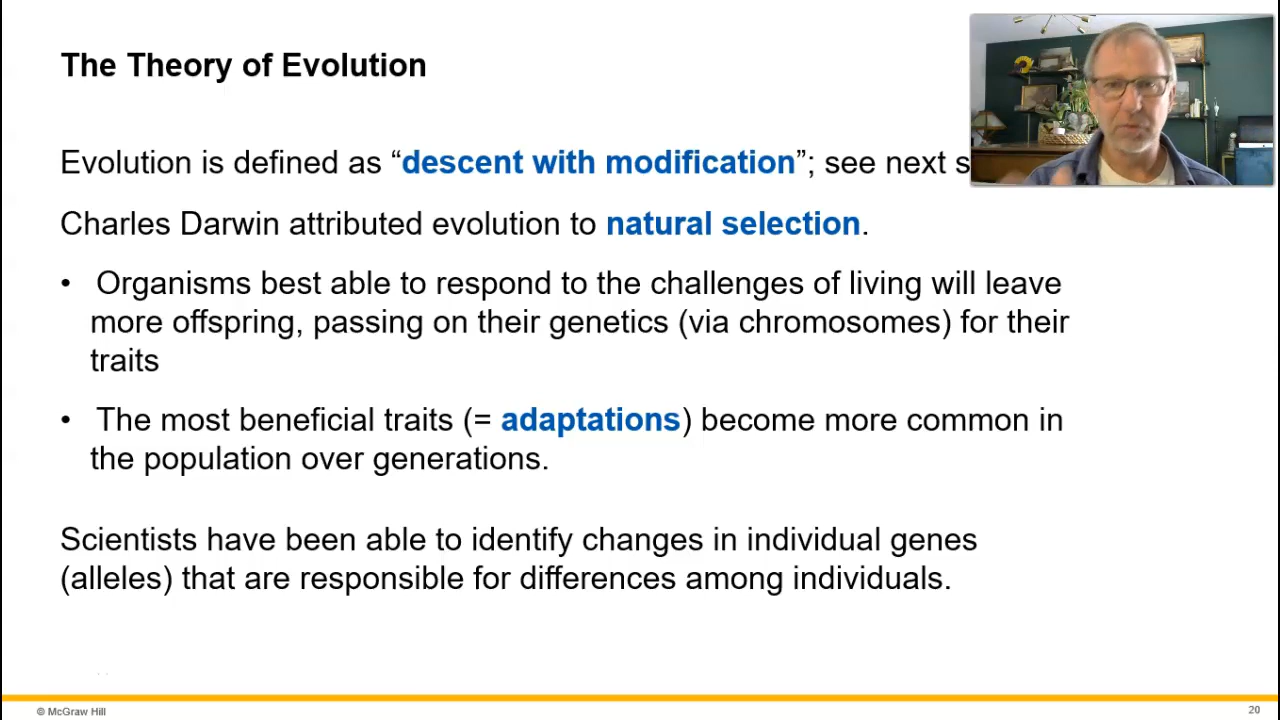 The Theory of Evolution
Evolution is defined as “descent with modification”; see next s
Charles Darwin attributed evolution to natural selection.
• Organisms best able to respond to the challenges of living will leave
more offspring, passing on their genetics (via chromosomes) for their
traits
• The most beneficial traits (= adaptations) become more common in
the population over generations.
Scientists have been able to identify changes in individual genes
(alleles) that are responsible for differences among individuals.
© McGraw Hill
20